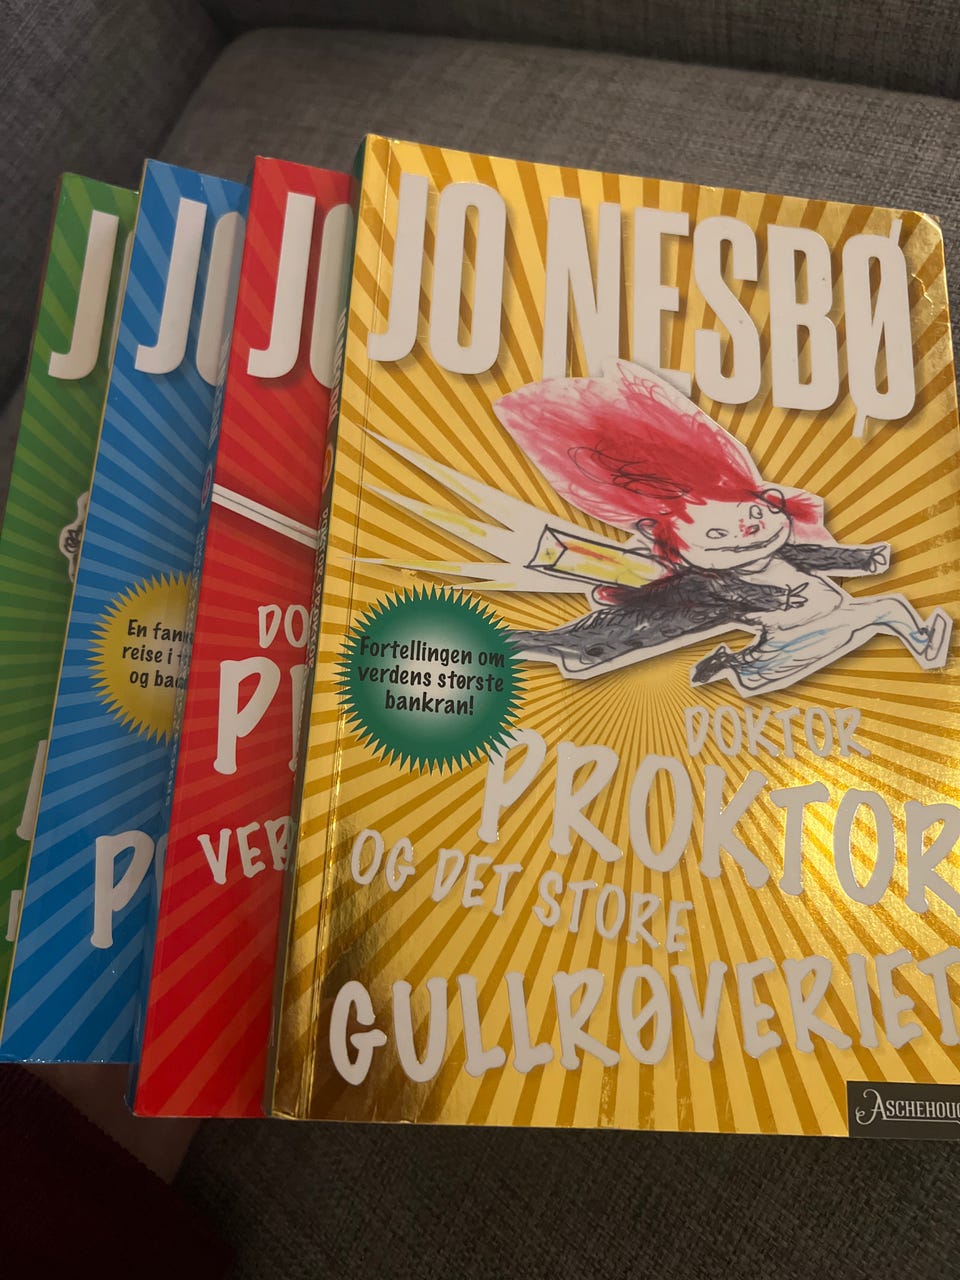 JO NESBØ
Fortellingen om
verdens største
bankran!
DOKTOR
PROKTOR
OG DET STORE
GULLRØVERIET
ASCHEHOUG
JO
DO
P
VER
JO
En fan
reise i
og ba
P
J